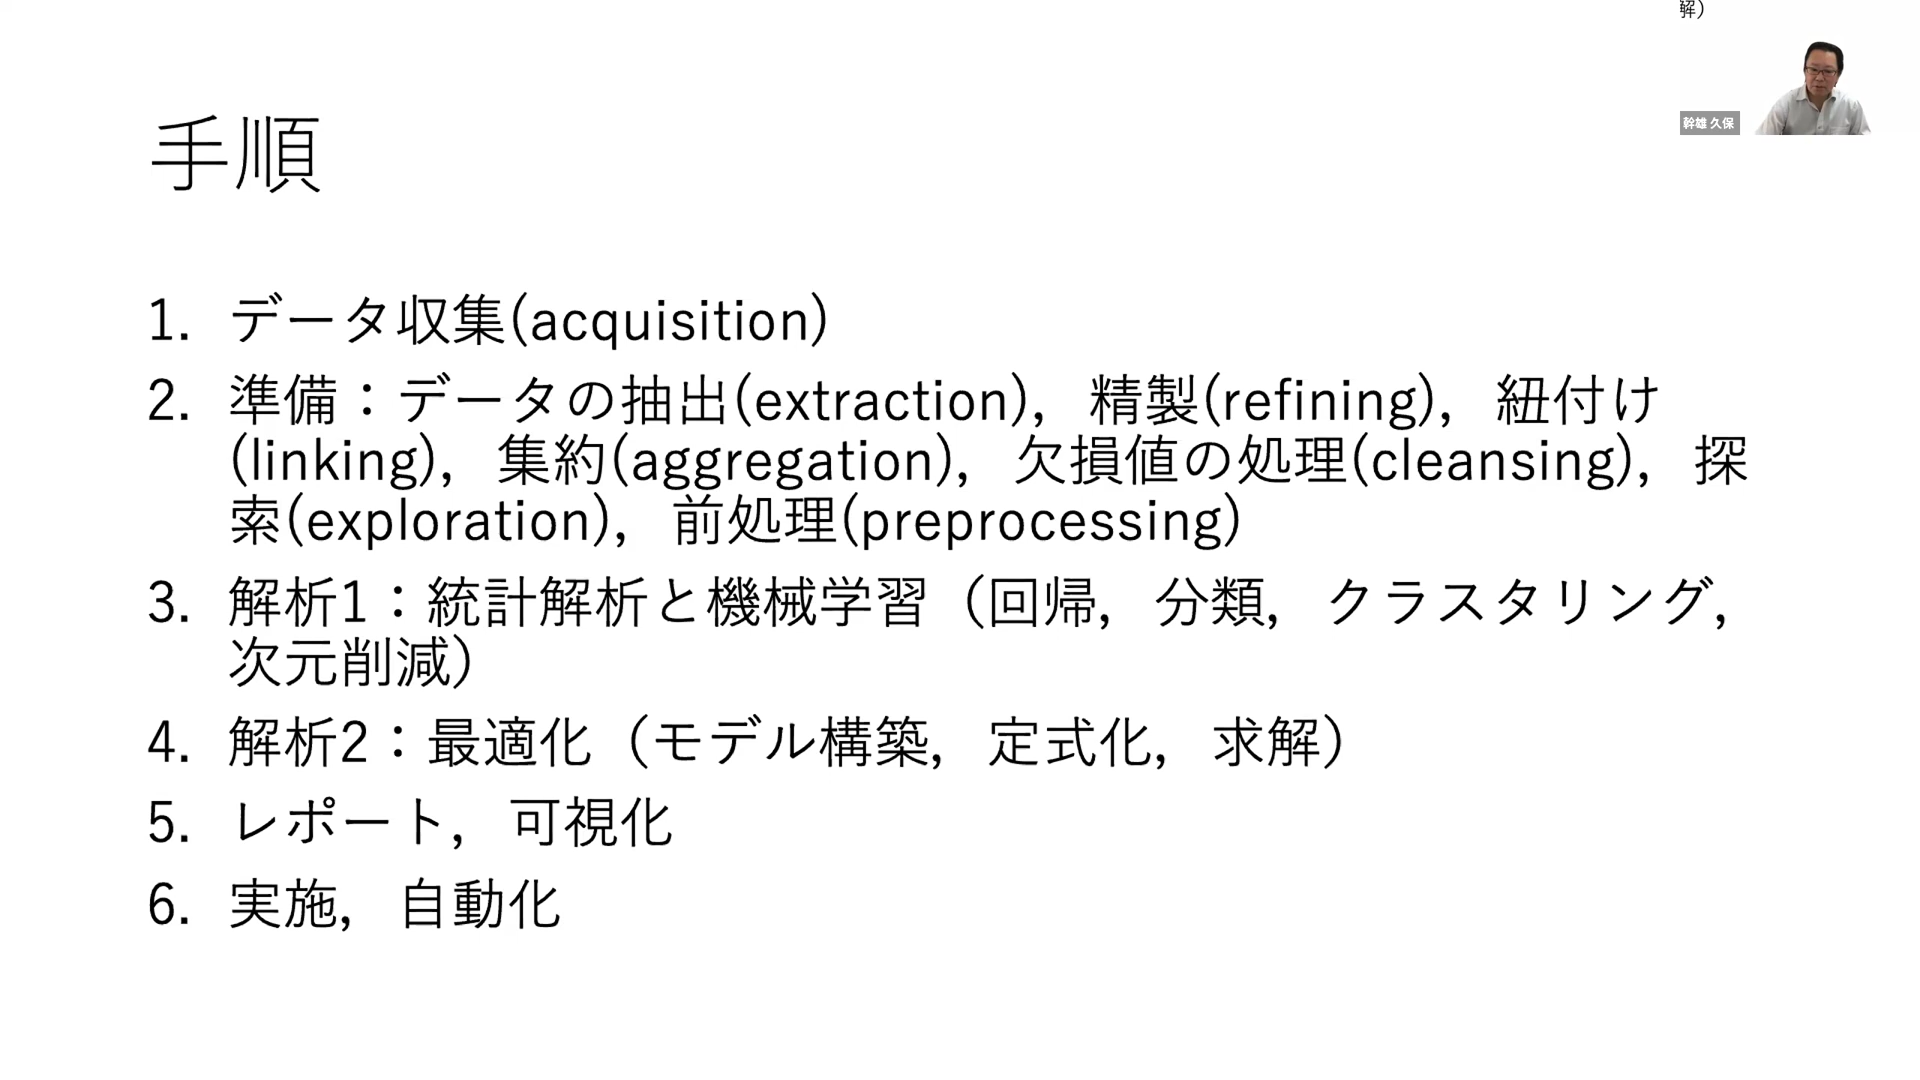 解）
幹雄 久保
手順
1. データ収集(acquisition)
2. 準備：データの抽出(extraction)，精製(refining)，紐付け
(linking)，集約(aggregation)，欠損値の処理(cleansing)，探
索(exploration)，前処理(preprocessing)
3. 解析1：統計解析と機械学習（回帰，分類，クラスタリング，
次元削減）
4. 解析2：最適化（モデル構築，定式化，求解）
5. レポート，可視化
6. 実施，自動化